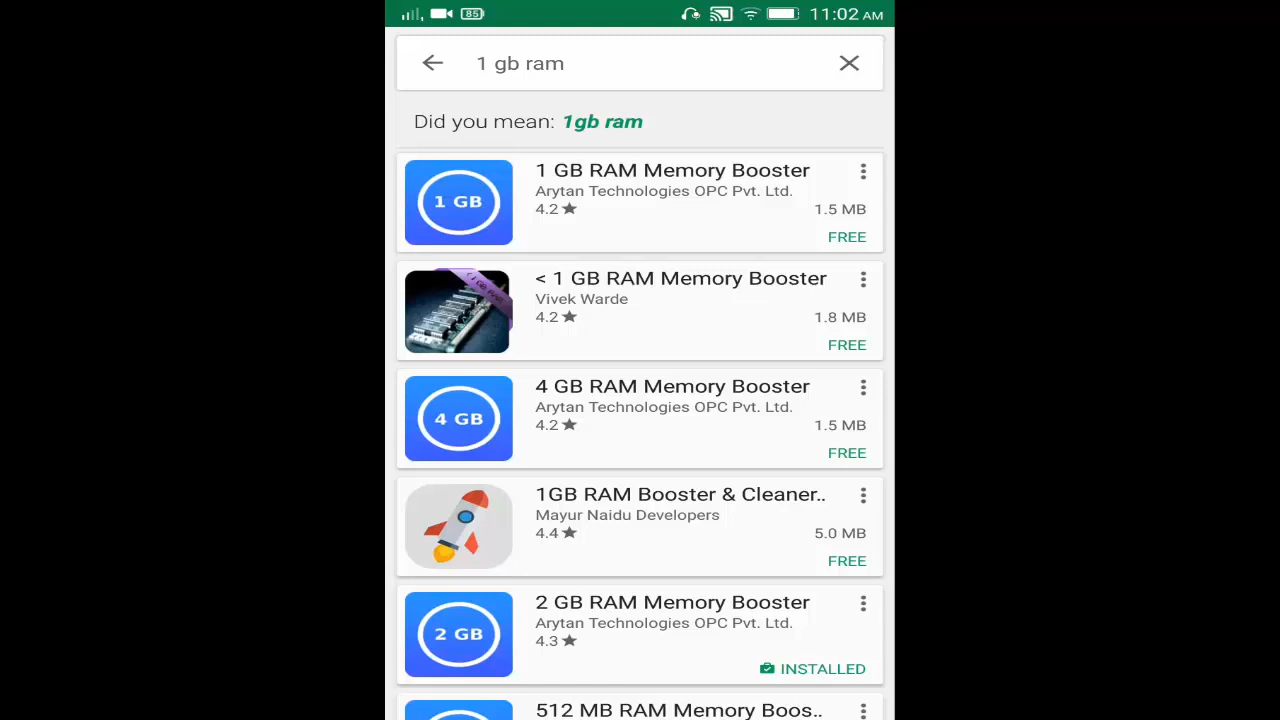 85 11:02 AM
1 gb ram
Did you mean: 1gb ram
1 GB
1 GB RAM Memory Booster
Arytan Technologies OPC Pvt. Ltd.
4.2 1.5 MB
FREE
< 1 GB RAM
< 1 GB RAM Memory Booster
Vivek Warde
4.2 1.8 MB
FREE
4 GB
4 GB RAM Memory Booster
Arytan Technologies OPC Pvt. Ltd.
4.2 1.5 MB
FREE
1GB RAM Booster & Cleaner..
Mayur Naidu Developers
4.4 5.0 MB
FREE
2 GB
2 GB RAM Memory Booster
Arytan Technologies OPC Pvt. Ltd.
4.3
INSTALLED
512 MB RAM Memory Boos..